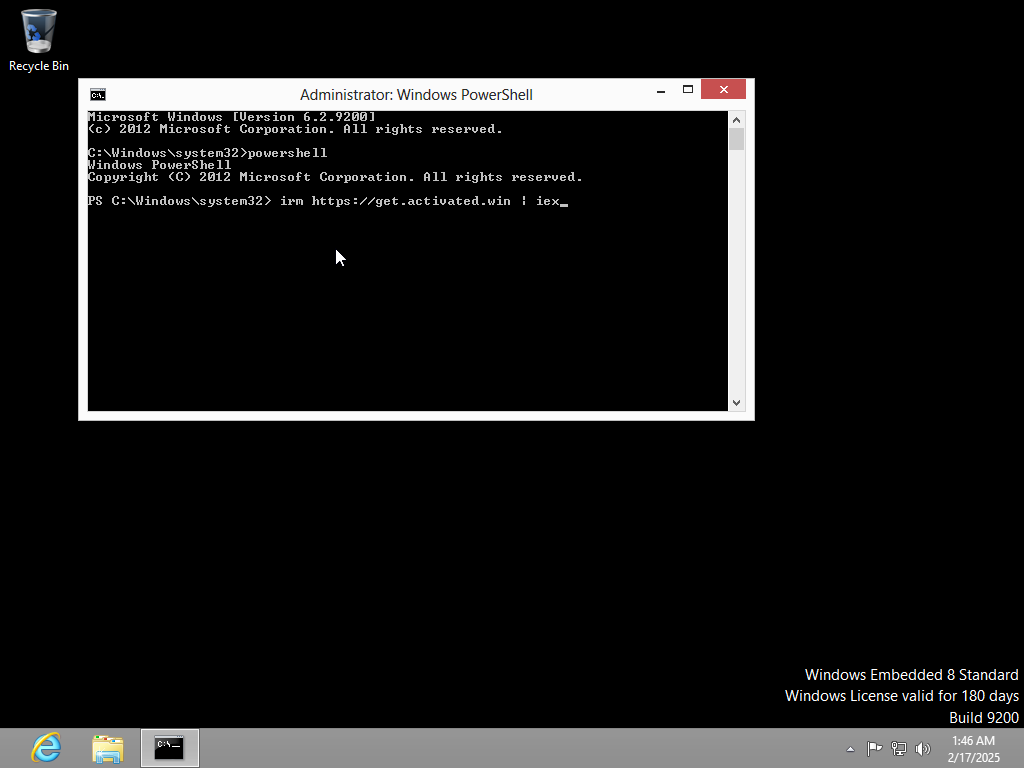 Recycle Bin
Administrator: Windows PowerShell
Microsoft Windows [Version 6.2.9200]
(c) 2012 Microsoft Corporation. All rights reserved.
C:\Windows\system32>powershell
Windows PowerShell
Copyright (C) 2012 Microsoft Corporation. All rights reserved.
PS C:\Windows\system32> irm https://get.activated.win | iex_
Windows Embedded 8 Standard
Windows License valid for 180 days
Build 9200
1:46 AM
2/17/2025